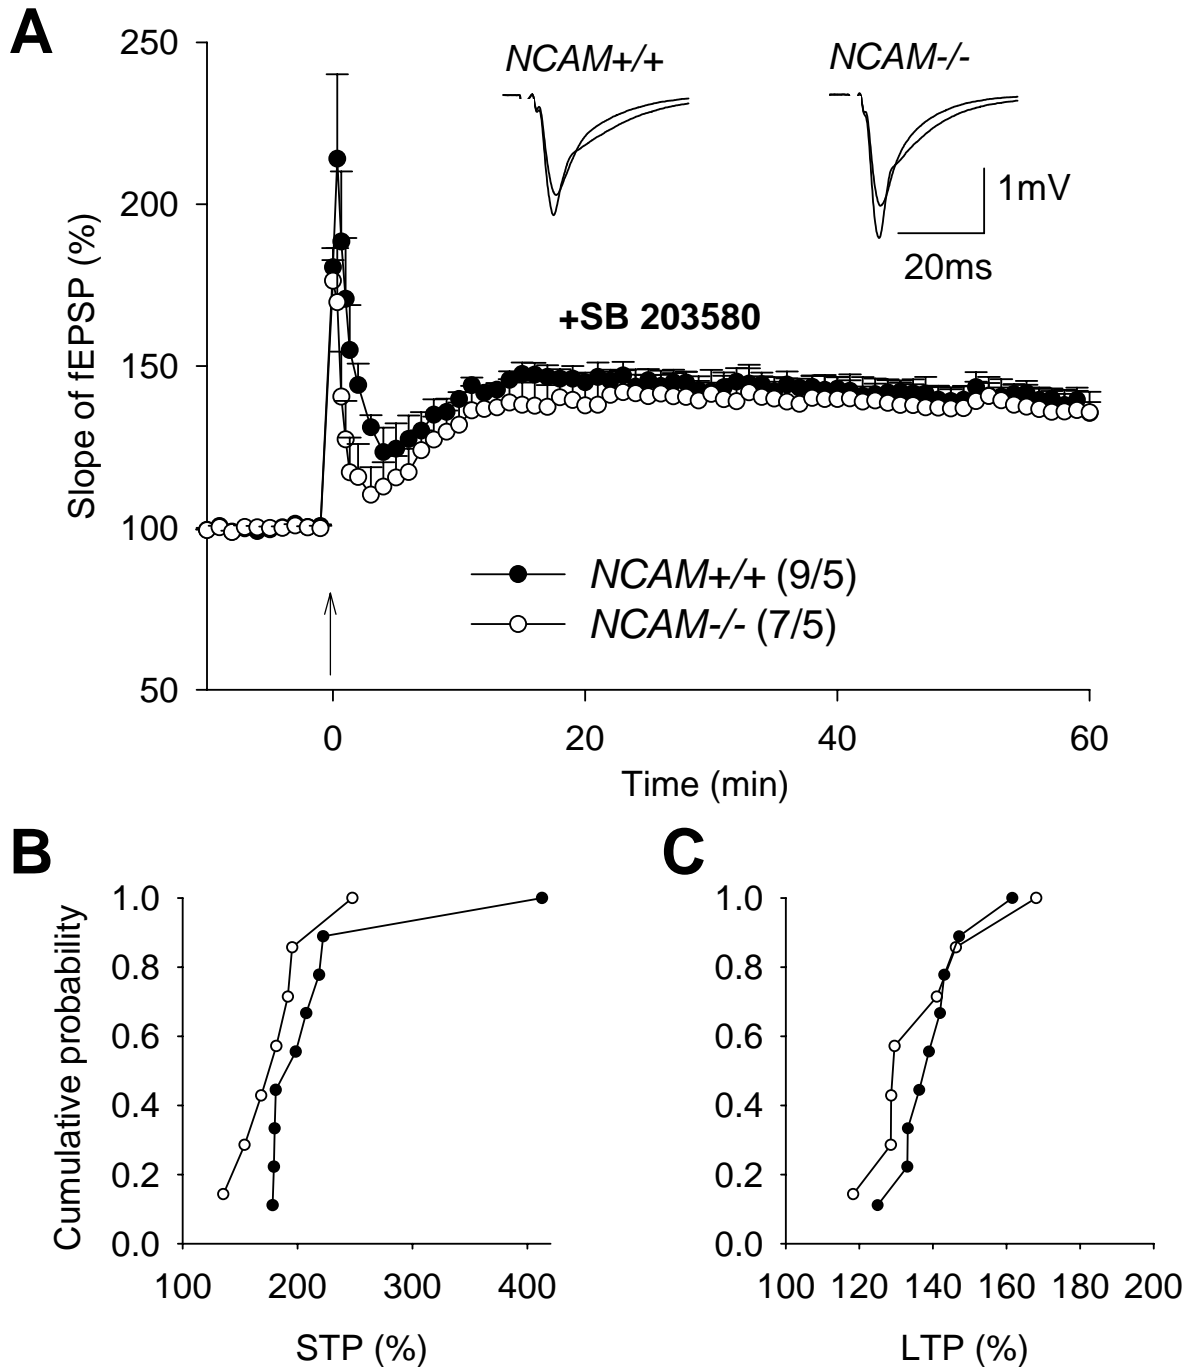 A
250
200
150
100
50
Slope of fEPSP (%)
NCAM+/+
NCAM-/-
1mV
20ms
+SB 203580
NCAM+/+ (9/5)
NCAM-/- (7/5)
0 20 40 60
Time (min)
B
1.0
0.8
0.6
0.4
0.2
0.0
Cumulative probability
100 200 300 400
STP (%)
C
1.0
0.8
0.6
0.4
0.2
0.0
100 120 140 160 180 200
LTP (%)